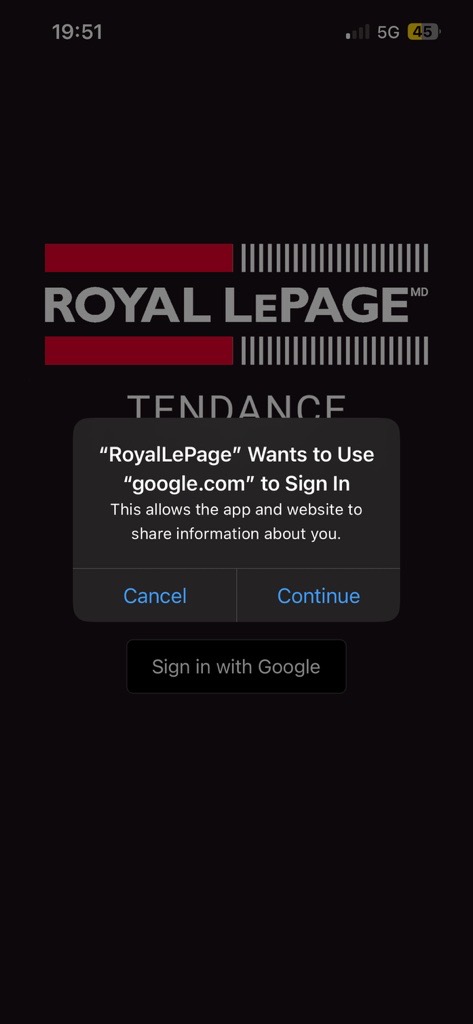 19:51
5G
45
ROYAL LEPAGE MD
TENDANCE
“RoyalLePage” Wants to Use
“google.com” to Sign In
This allows the app and website to
share information about you.
Cancel
Continue
Sign in with Google